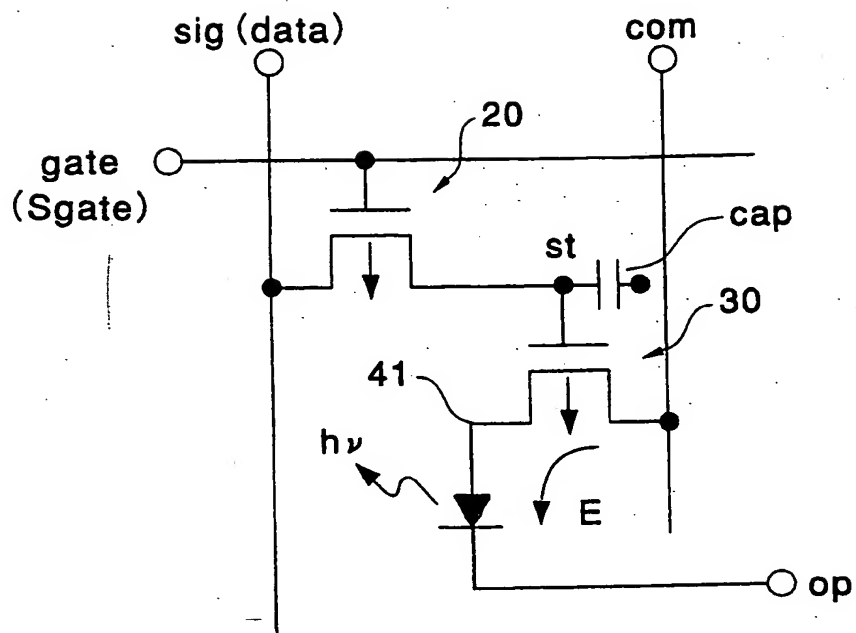 sig (data)
com
20
gate
(Sgate)
cap
st
30
41
hν
E
op